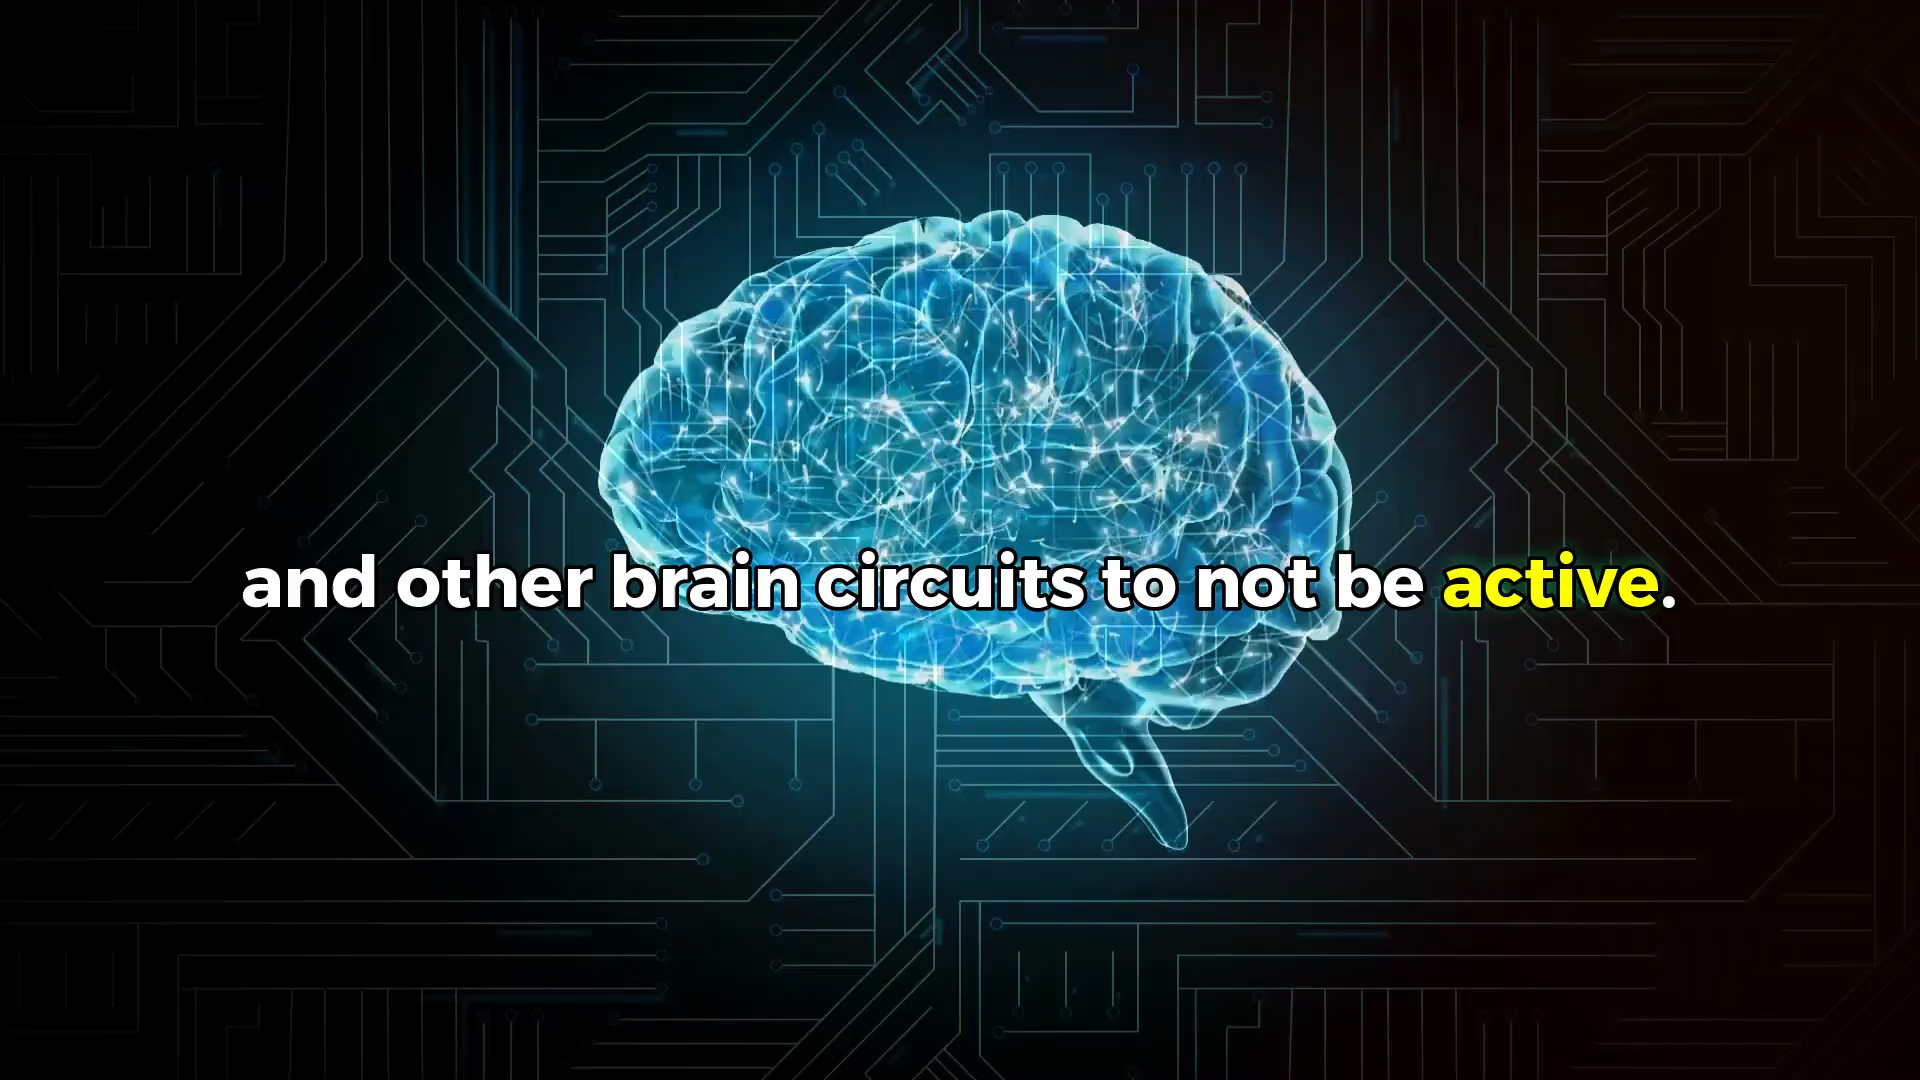 and other brain circuits to not be active.